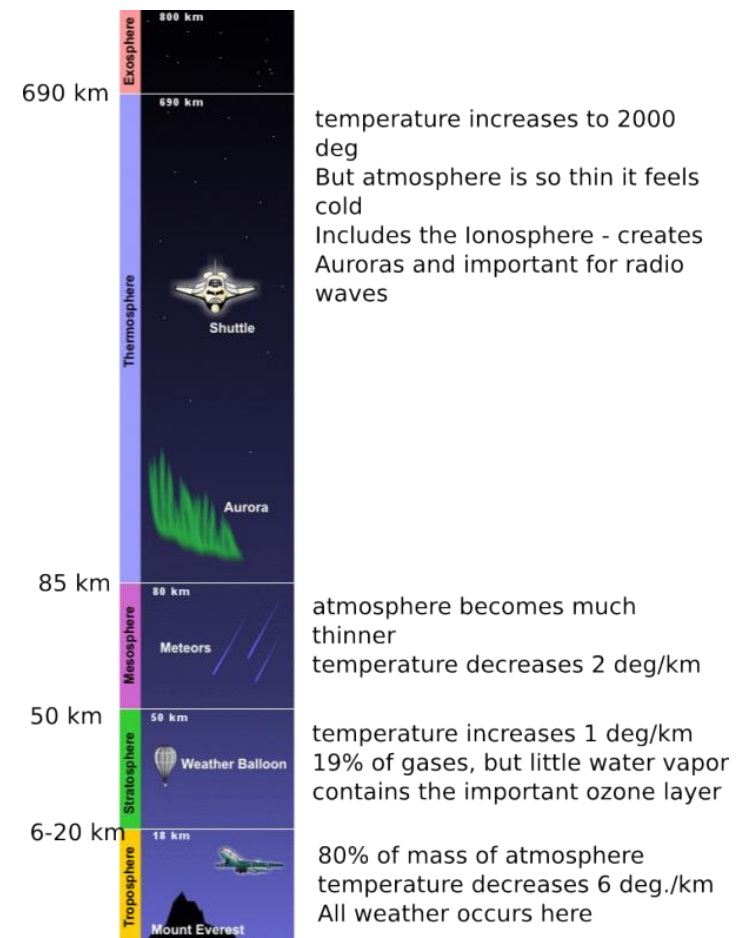 800 km
Exosphere
690 km
690 km
temperature increases to 2000
deg
But atmosphere is so thin it feels
cold
Includes the Ionosphere - creates
Auroras and important for radio
waves
Thermosphere
Shuttle
Aurora
85 km
80 km
Mesosphere
Meteors
atmosphere becomes much
thinner
temperature decreases 2 deg/km
50 km
50 km
Stratosphere
Weather Balloon
temperature increases 1 deg/km
19% of gases, but little water vapor
contains the important ozone layer
6-20 km
18 km
Troposphere
Mount Everest
80% of mass of atmosphere
temperature decreases 6 deg./km
All weather occurs here